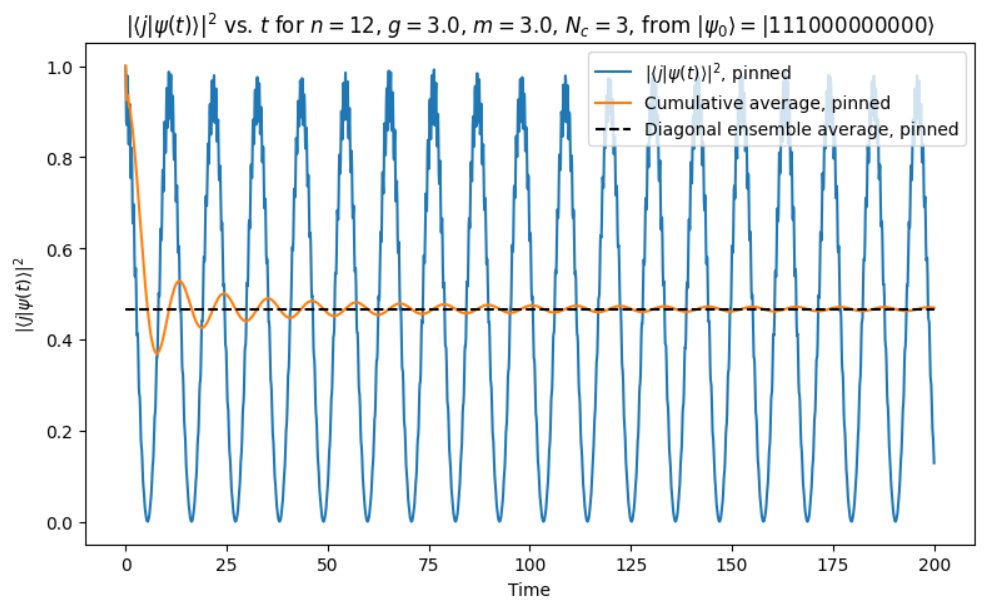 |⟨j|ψ(t)⟩|² vs. t for n = 12, g = 3.0, m = 3.0, N_c = 3, from |ψ₀⟩ = |111000000000⟩
|⟨j|ψ(t)⟩|², pinned
Cumulative average, pinned
Diagonal ensemble average, pinned
|⟨j|ψ(t)⟩|²
1.0
0.8
0.6
0.4
0.2
0.0
0 25 50 75 100 125 150 175 200
Time